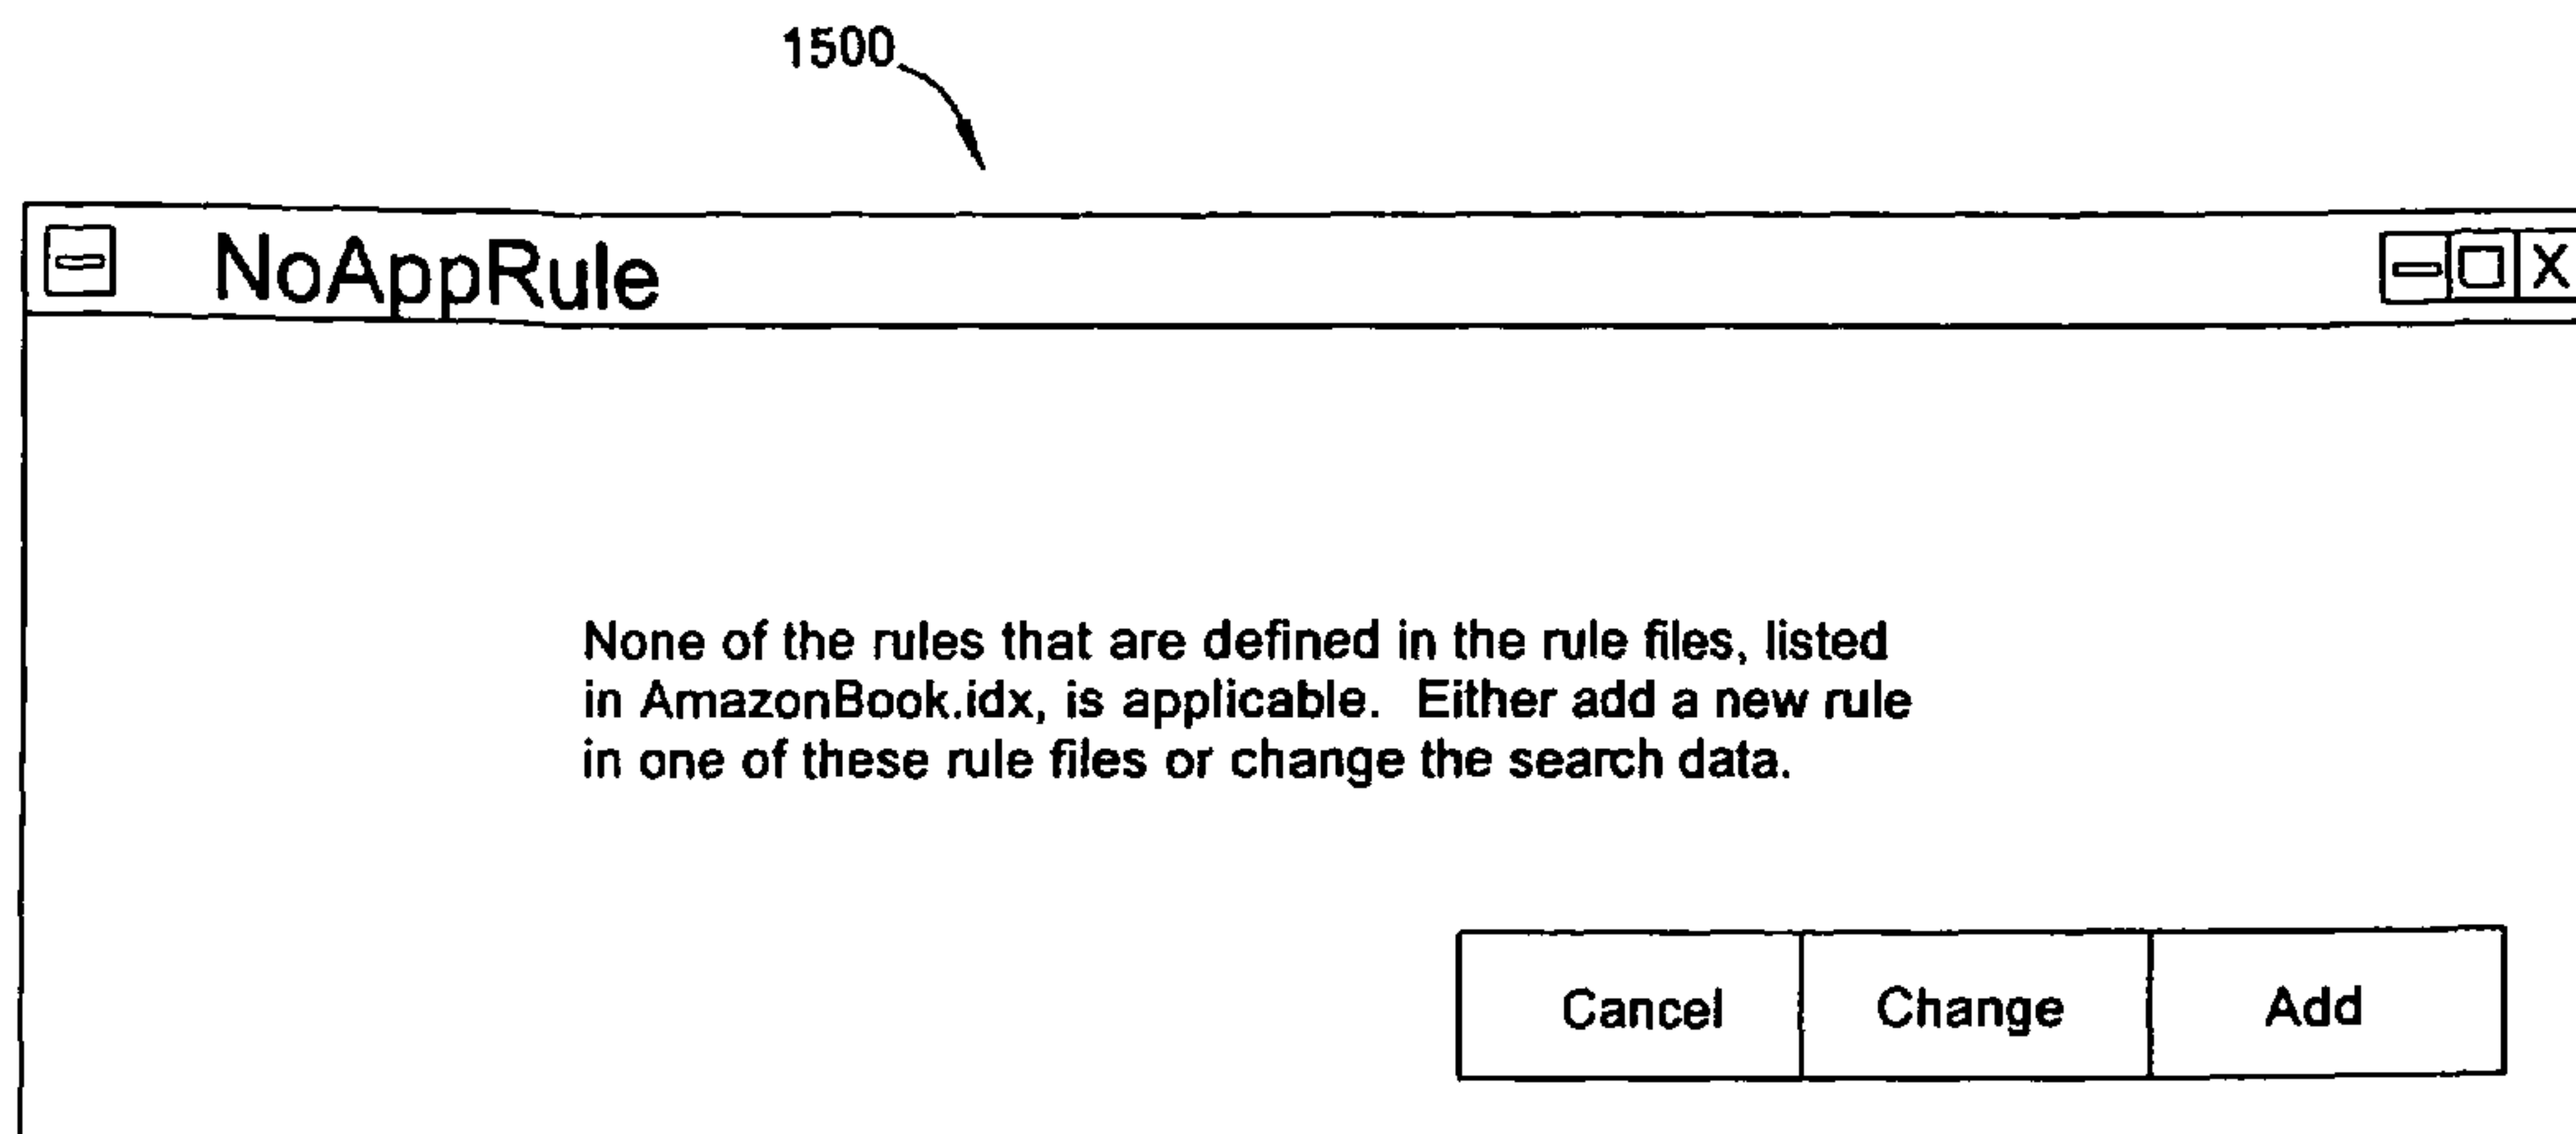 1500
NoAppRule
X
None of the rules that are defined in the rule files, listed
in AmazonBook.idx, is applicable.  Either add a new rule
in one of these rule files or change the search data.
Cancel
Change
Add